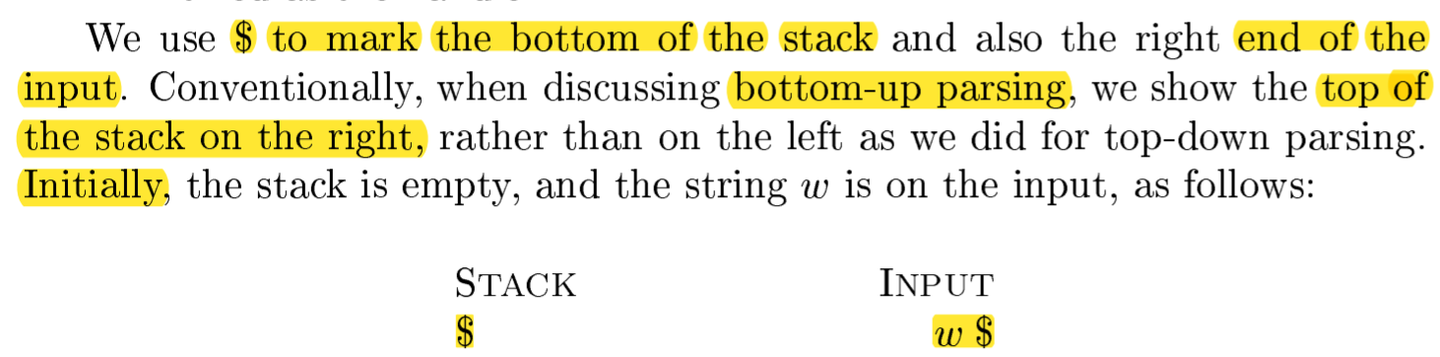 We use $ to mark the bottom of the stack and also the right end of the
input. Conventionally, when discussing bottom-up parsing, we show the top of
the stack on the right, rather than on the left as we did for top-down parsing.
Initially, the stack is empty, and the string w is on the input, as follows:
STACK INPUT
$ w $